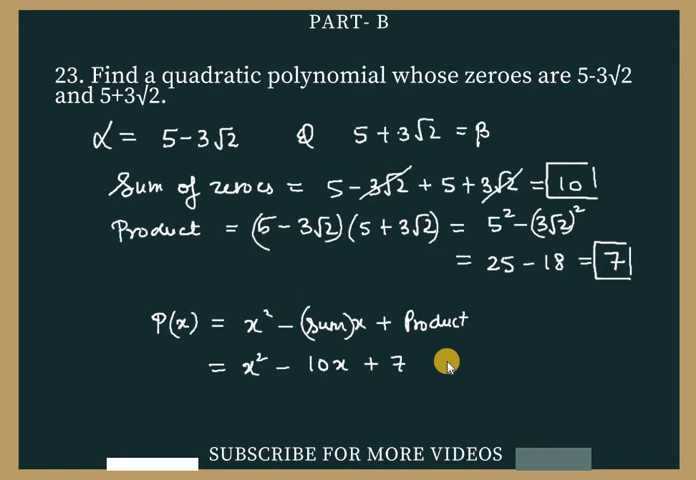 PART- B
23. Find a quadratic polynomial whose zeroes are 5-3√2
and 5+3√2.
α = 5 - 3√2 & 5 + 3√2 = β
Sum of zeroes = 5 - 3√2 + 5 + 3√2 = 10
Product = (5 - 3√2)(5 + 3√2) = 5² - (3√2)²
= 25 - 18 = 7
P(x) = x² - (sum)x + Product
= x² - 10x + 7
SUBSCRIBE FOR MORE VIDEOS